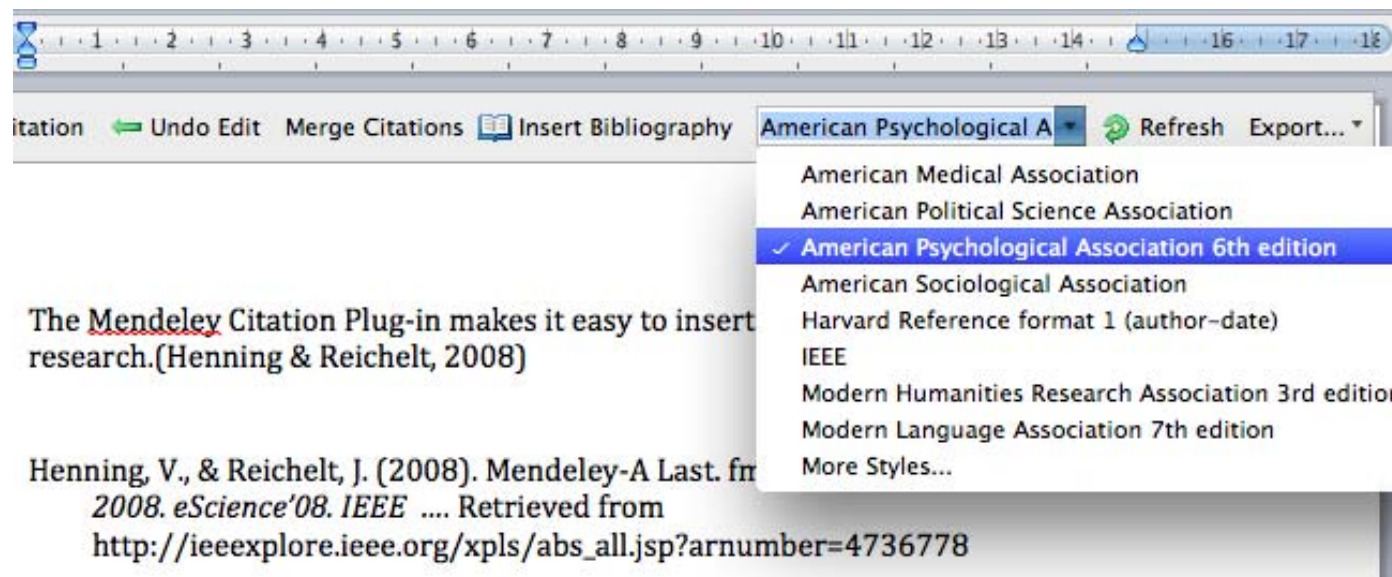 1 2 3 4 5 6 7 8 9 10 11 12 13 14 16 17 18
itation Undo Edit Merge Citations Insert Bibliography American Psychological A Refresh Export...
American Medical Association
American Political Science Association
✓ American Psychological Association 6th edition
American Sociological Association
Harvard Reference format 1 (author-date)
IEEE
Modern Humanities Research Association 3rd edition
Modern Language Association 7th edition
More Styles...
The Mendeley Citation Plug-in makes it easy to insert
research.(Henning & Reichelt, 2008)
Henning, V., & Reichelt, J. (2008). Mendeley-A Last. fm
2008. eScience'08. IEEE .... Retrieved from
http://ieeexplore.ieee.org/xpls/abs_all.jsp?arnumber=4736778